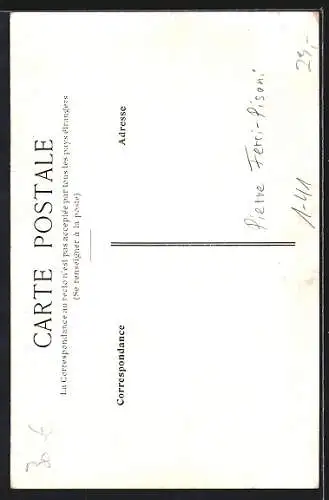 CARTE POSTALE
La Correspondance au recto n'est pas acceptée par tous les pays étrangers
(Se renseigner à la poste)
Correspondance
Adresse
Pierre Ferri-Pisani
1-41
29,-
30 €